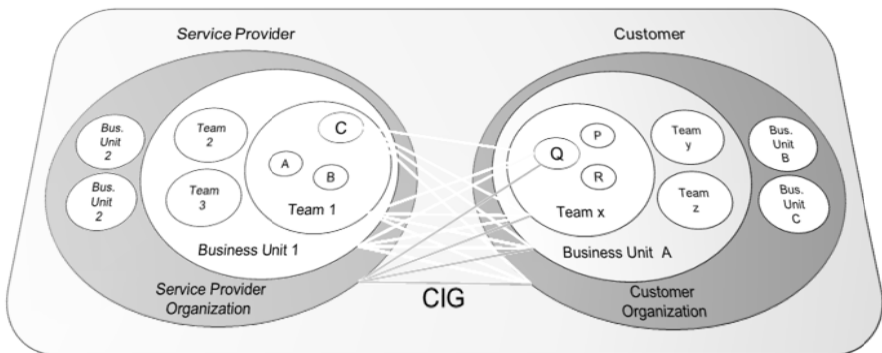 Service Provider
Customer
Bus.
Unit
2
Bus.
Unit
2
Team
2
Team
3
C
A
B
Team 1
Business Unit 1
Service Provider
Organization
CIG
P
Q
R
Team x
Team
y
Team
z
Business Unit A
Bus.
Unit
B
Bus.
Unit
C
Customer
Organization